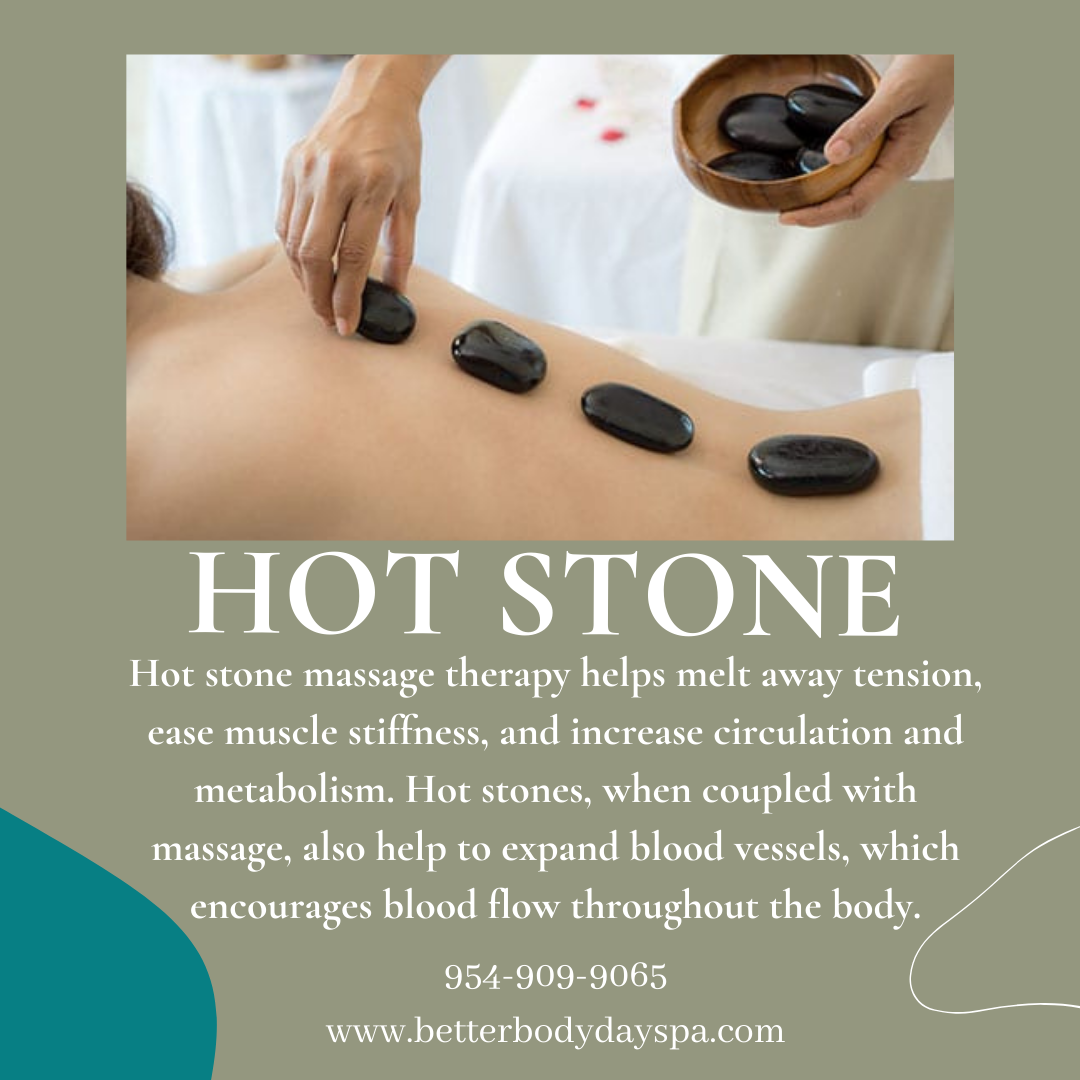 HOT STONE
Hot stone massage therapy helps melt away tension,
ease muscle stiffness, and increase circulation and
metabolism. Hot stones, when coupled with
massage, also help to expand blood vessels, which
encourages blood flow throughout the body.
954-909-9065
www.betterbodydayspa.com